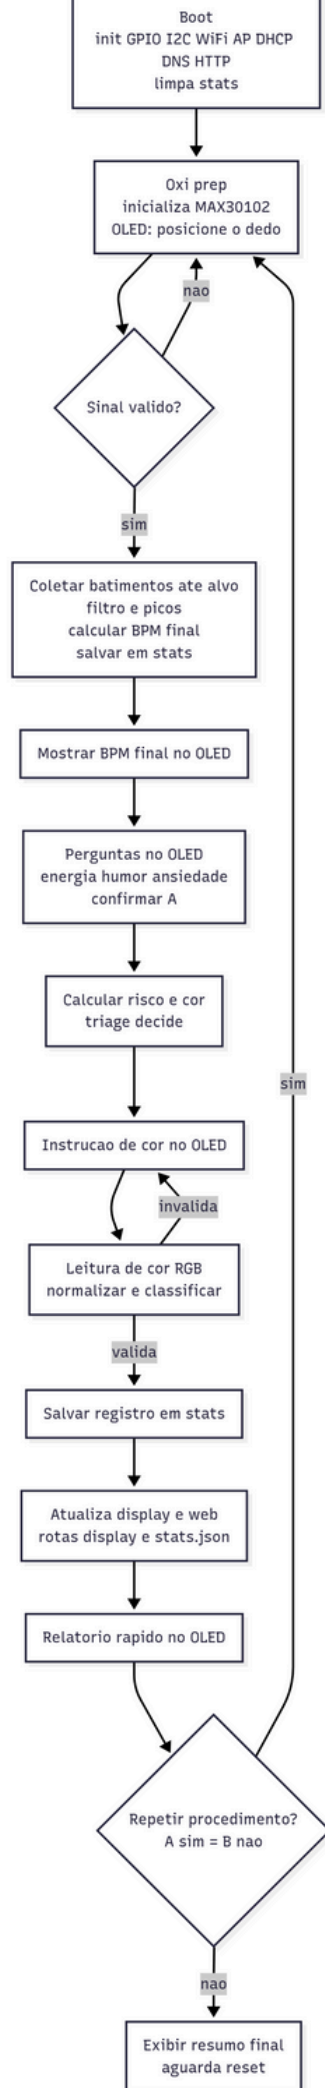 Boot
init GPIO I2C WiFi AP DHCP
DNS HTTP
limpa stats
Oxi prep
inicializa MAX30102
OLED: posicione o dedo
nao
Sinal valido?
sim
Coletar batimentos ate alvo
filtro e picos
calcular BPM final
salvar em stats
Mostrar BPM final no OLED
Perguntas no OLED
energia humor ansiedade
confirmar A
Calcular risco e cor
triage decide
sim
Instrucao de cor no OLED
invalida
Leitura de cor RGB
normalizar e classificar
valida
Salvar registro em stats
Atualiza display e web
rotas display e stats.json
Relatorio rapido no OLED
Repetir procedimento?
A sim = B nao
nao
Exibir resumo final
aguarda reset